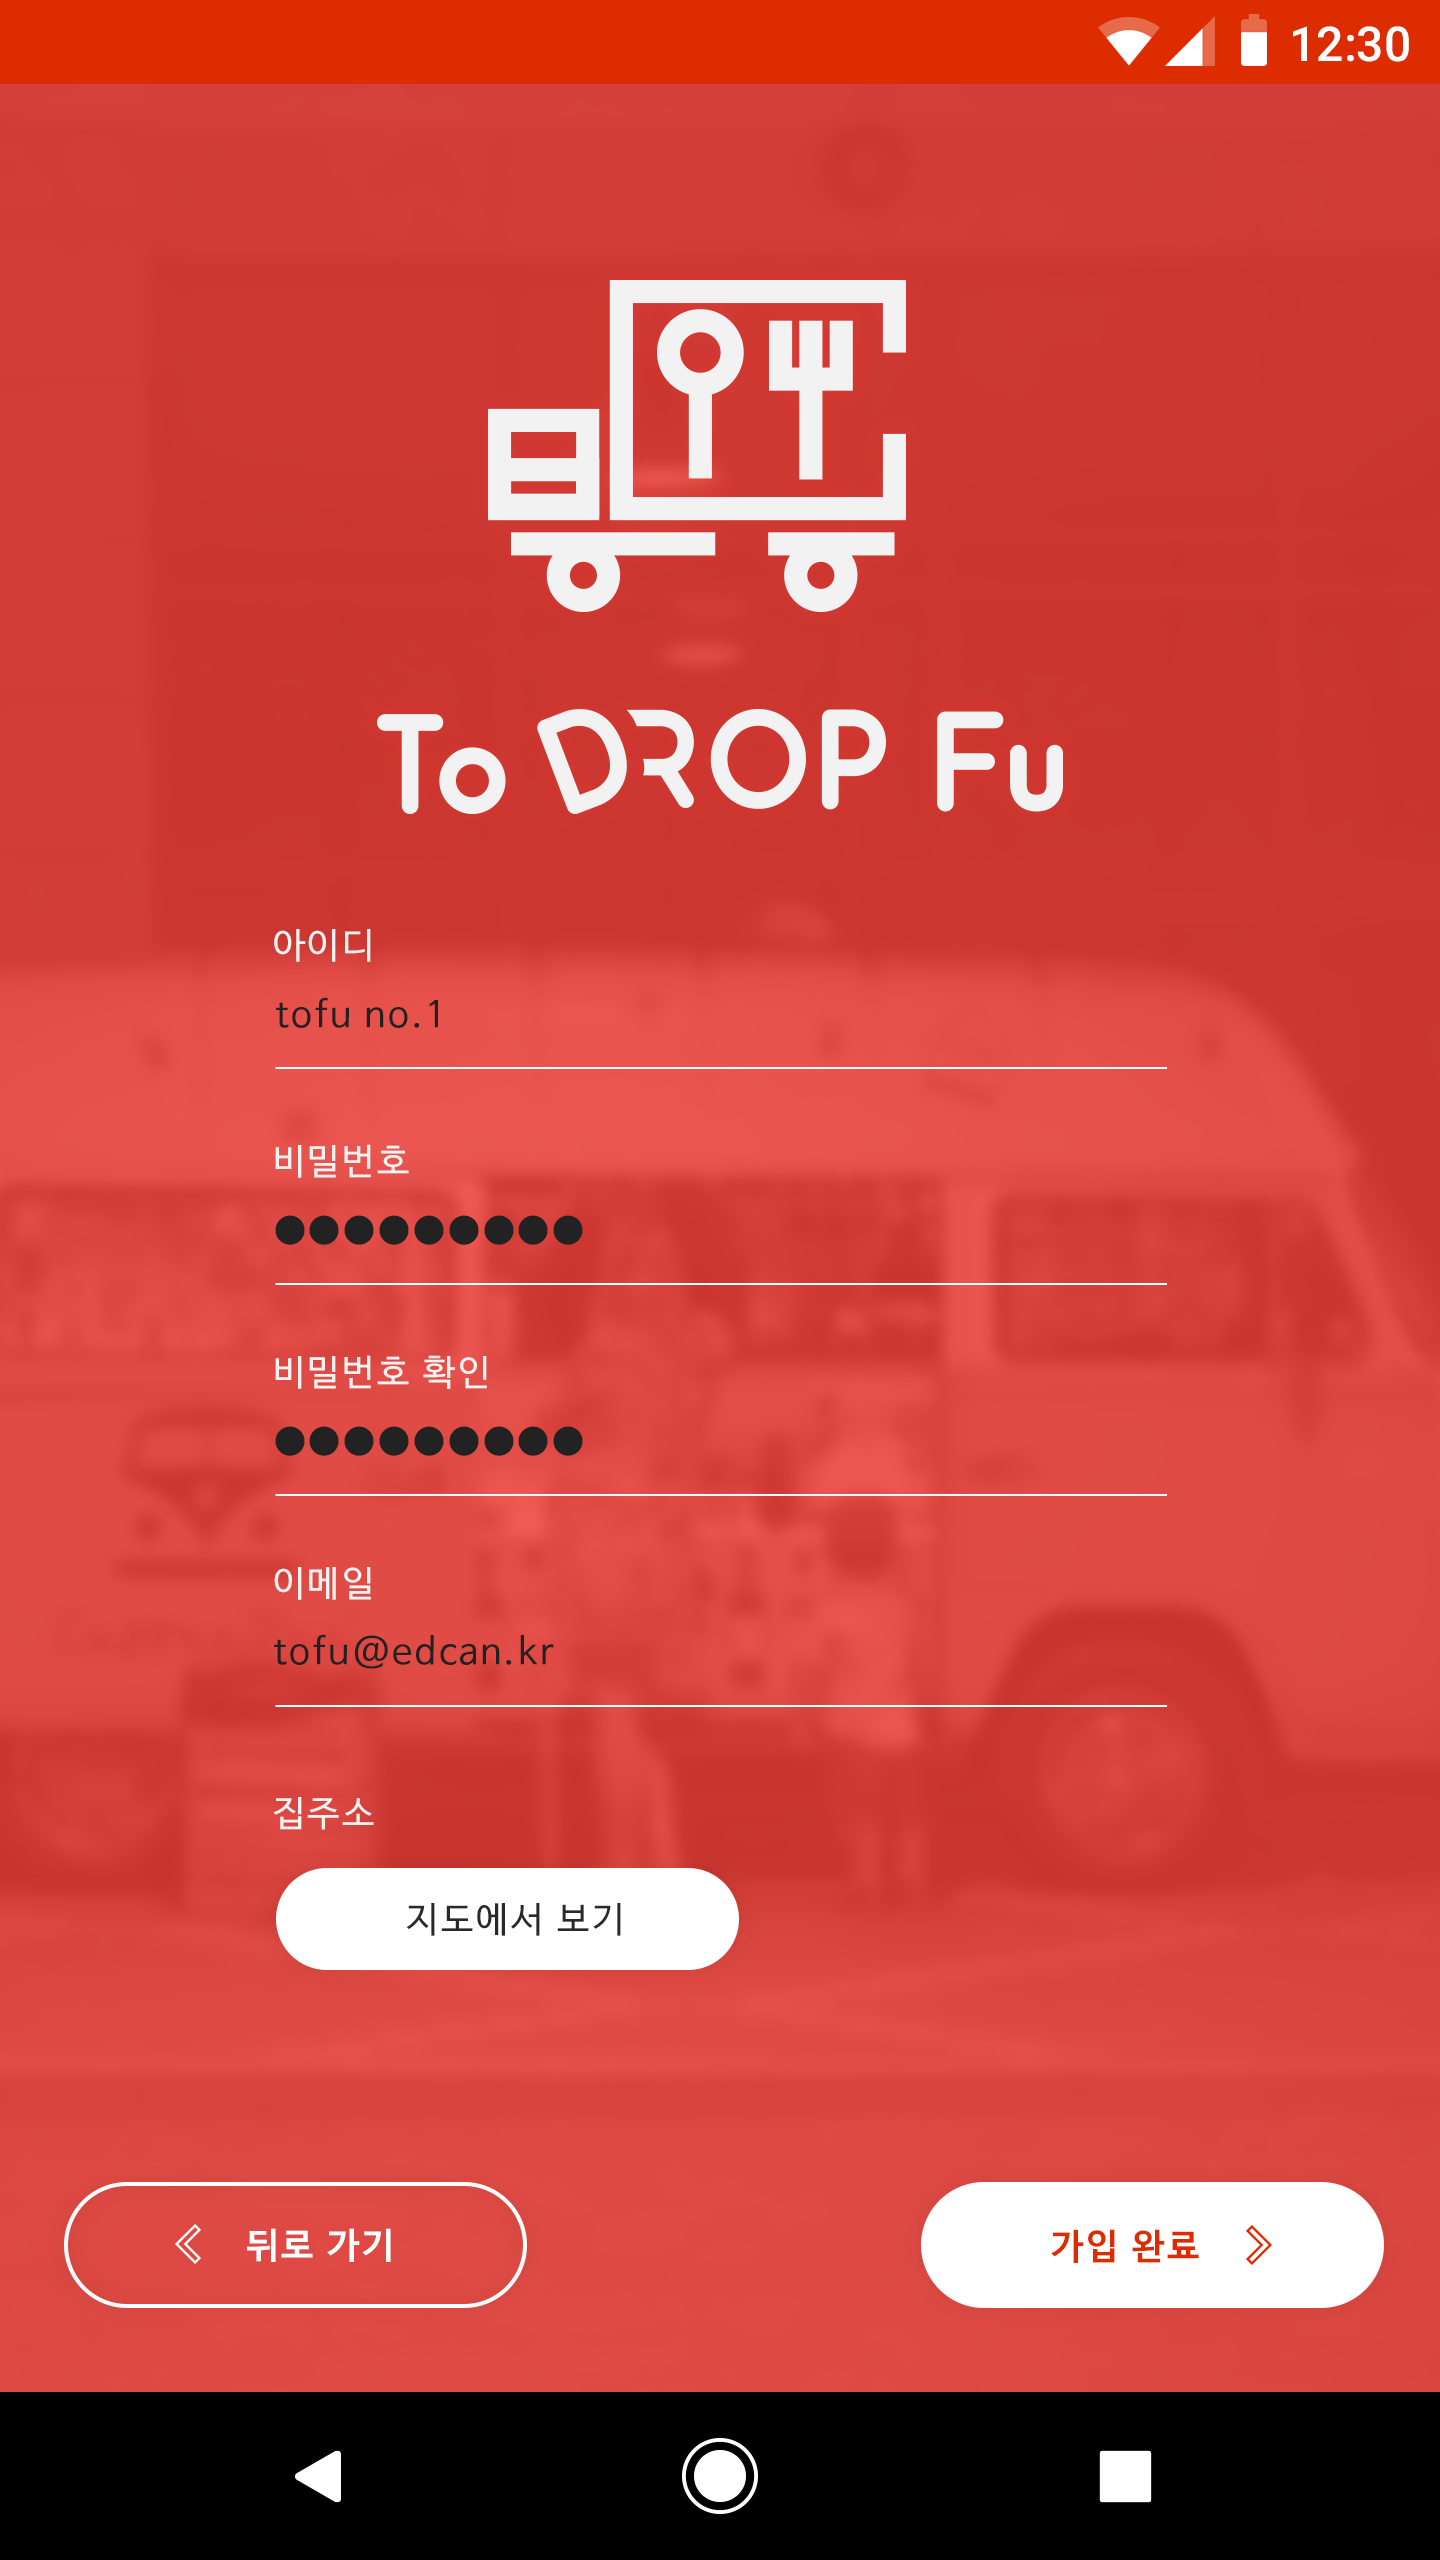 12:30
To DROP Fu
아이디
tofu no.1
비밀번호
●●●●●●●●●
비밀번호 확인
●●●●●●●●●
이메일
tofu@edcan.kr
집주소
지도에서 보기
뒤로 가기
가입 완료